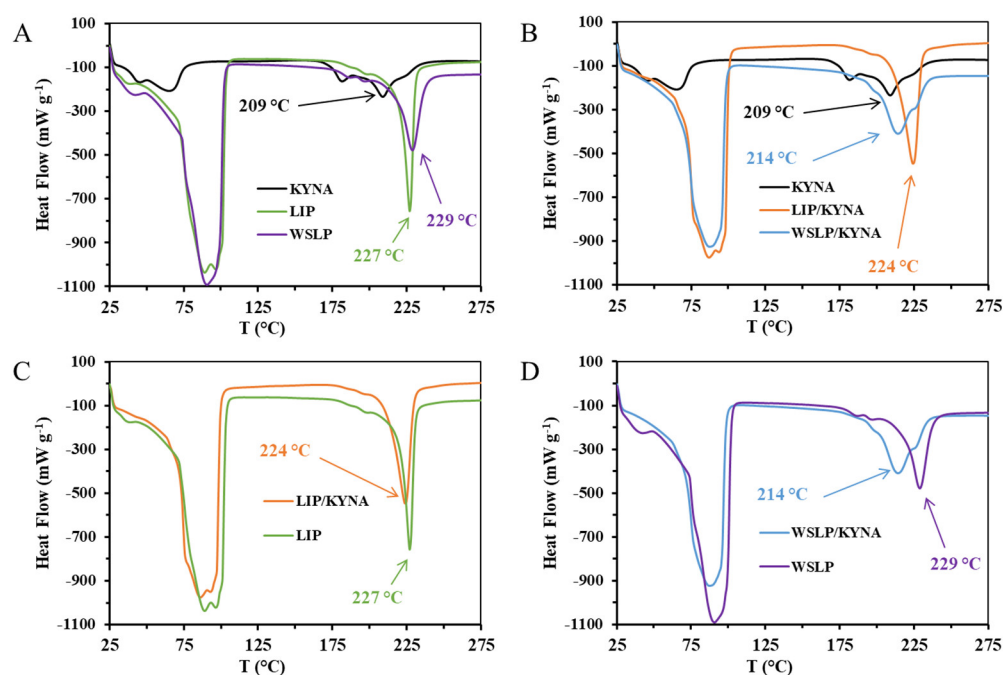 A
100
-100
-300
-500
-700
-900
-1100
Heat Flow (mW g⁻¹)
25
75
125
175
225
275
T (°C)
209 °C
229 °C
227 °C
KYNA
LIP
WSLP
B
100
-100
-300
-500
-700
-900
-1100
Heat Flow (mW g⁻¹)
25
75
125
175
225
275
T (°C)
209 °C
214 °C
224 °C
KYNA
LIP/KYNA
WSLP/KYNA
C
100
-100
-300
-500
-700
-900
-1100
Heat Flow (mW g⁻¹)
25
75
125
175
225
275
T (°C)
224 °C
227 °C
LIP/KYNA
LIP
D
100
-100
-300
-500
-700
-900
-1100
Heat Flow (mW g⁻¹)
25
75
125
175
225
275
T (°C)
214 °C
229 °C
WSLP/KYNA
WSLP